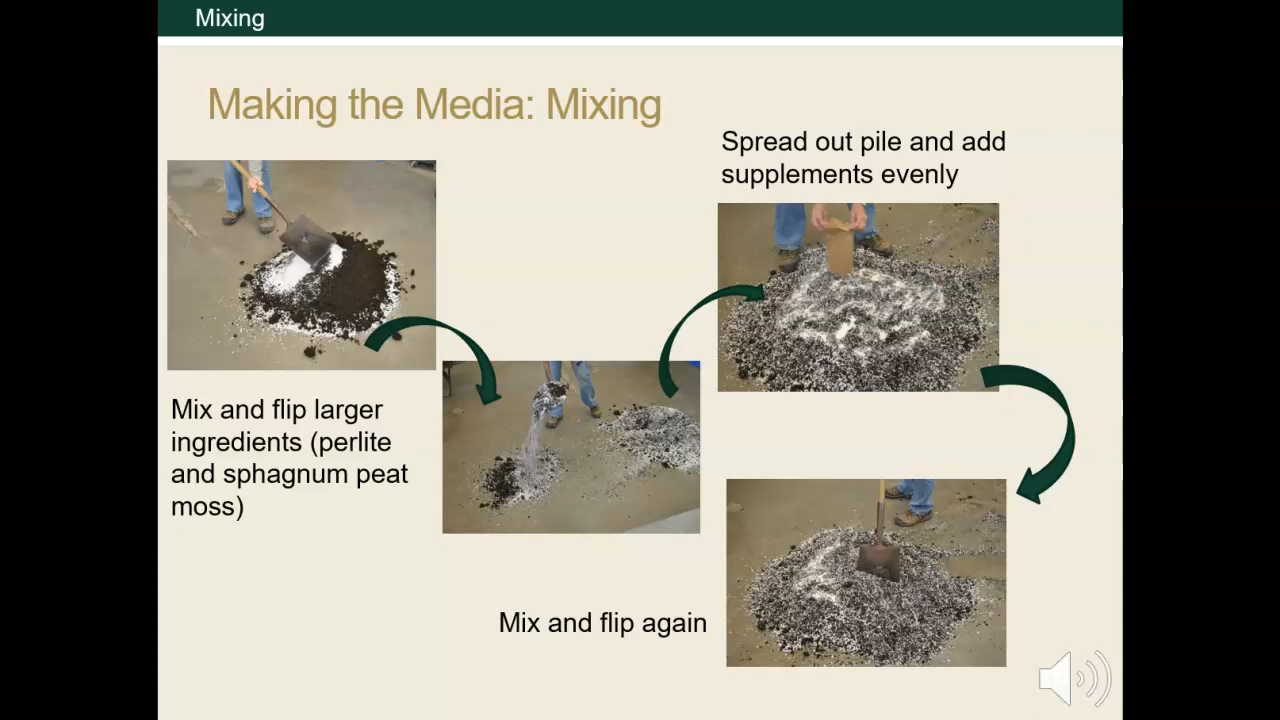 Mixing
Making the Media: Mixing
Spread out pile and add
supplements evenly
Mix and flip larger
ingredients (perlite
and sphagnum peat
moss)
Mix and flip again